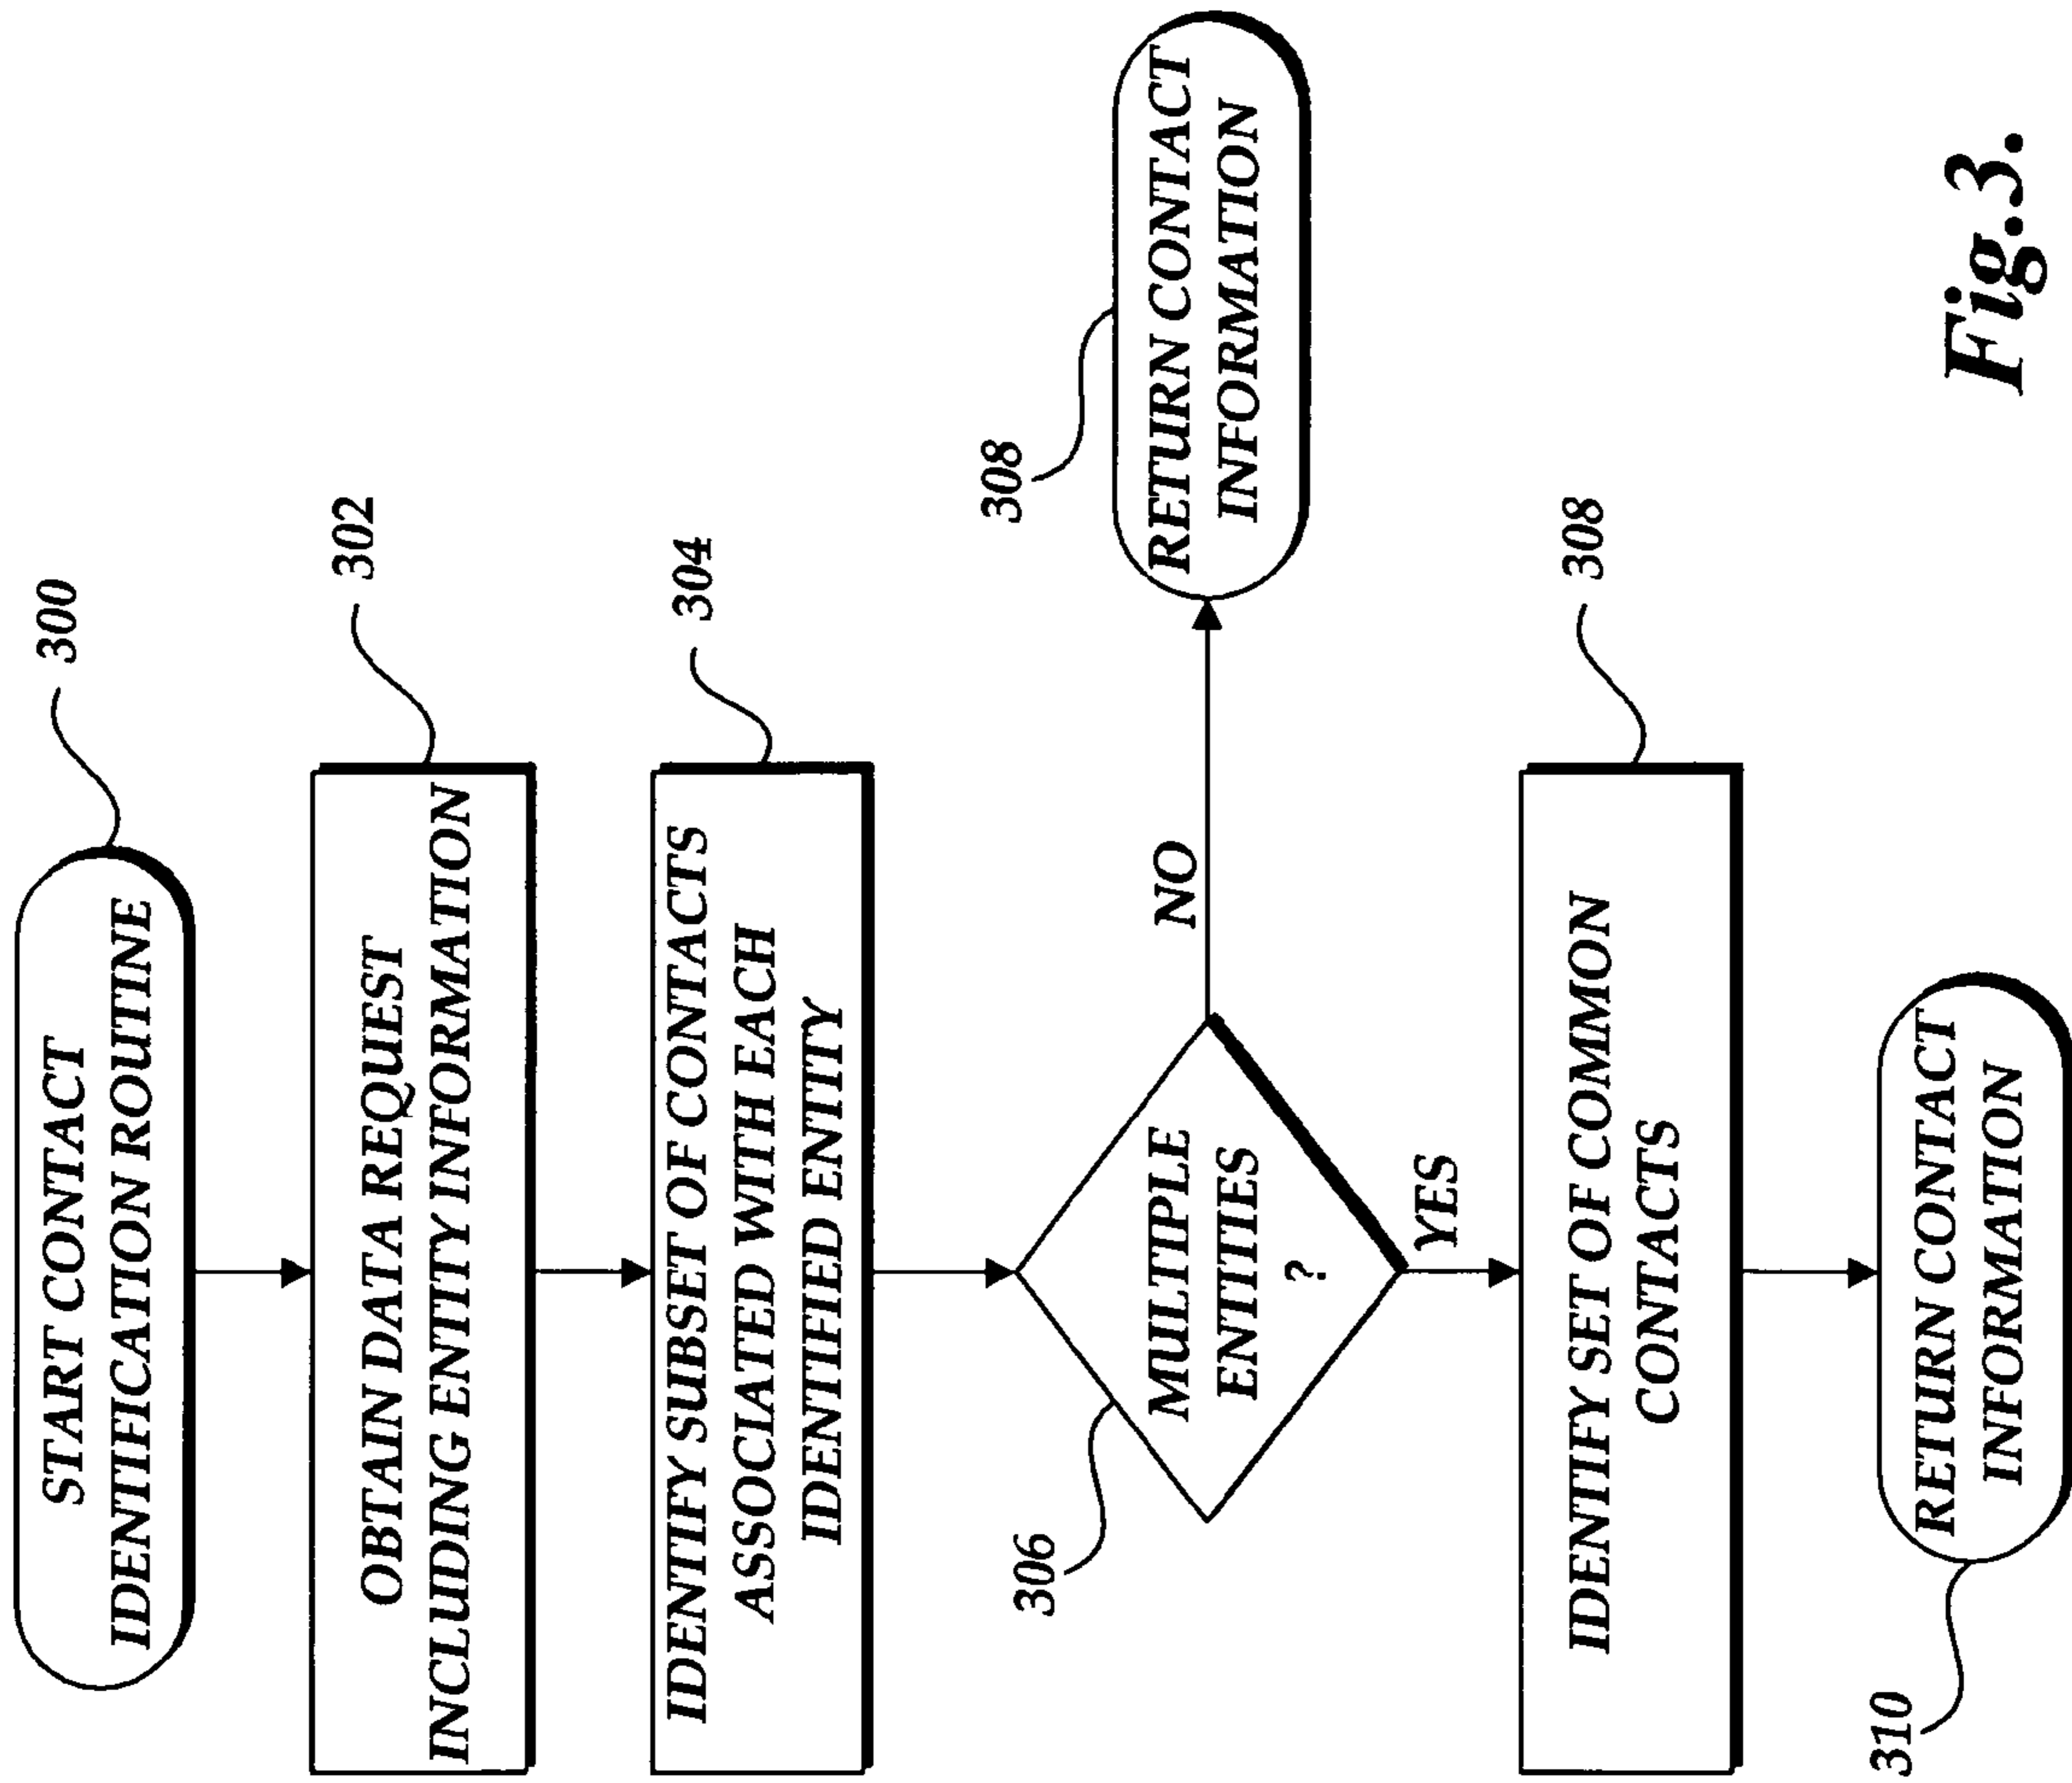 START CONTACT
IDENTIFICATION ROUTINE
300
OBTAIN DATA REQUEST
INCLUDING ENTITY INFORMATION
302
IDENTIFY SUBSET OF CONTACTS
ASSOCIATED WITH EACH
IDENTIFIED ENTITY
304
306
MULTIPLE
ENTITIES
?
NO
308
RETURN CONTACT
INFORMATION
YES
IDENTIFY SET OF COMMON
CONTACTS
308
310
RETURN CONTACT
INFORMATION
Fig.3.